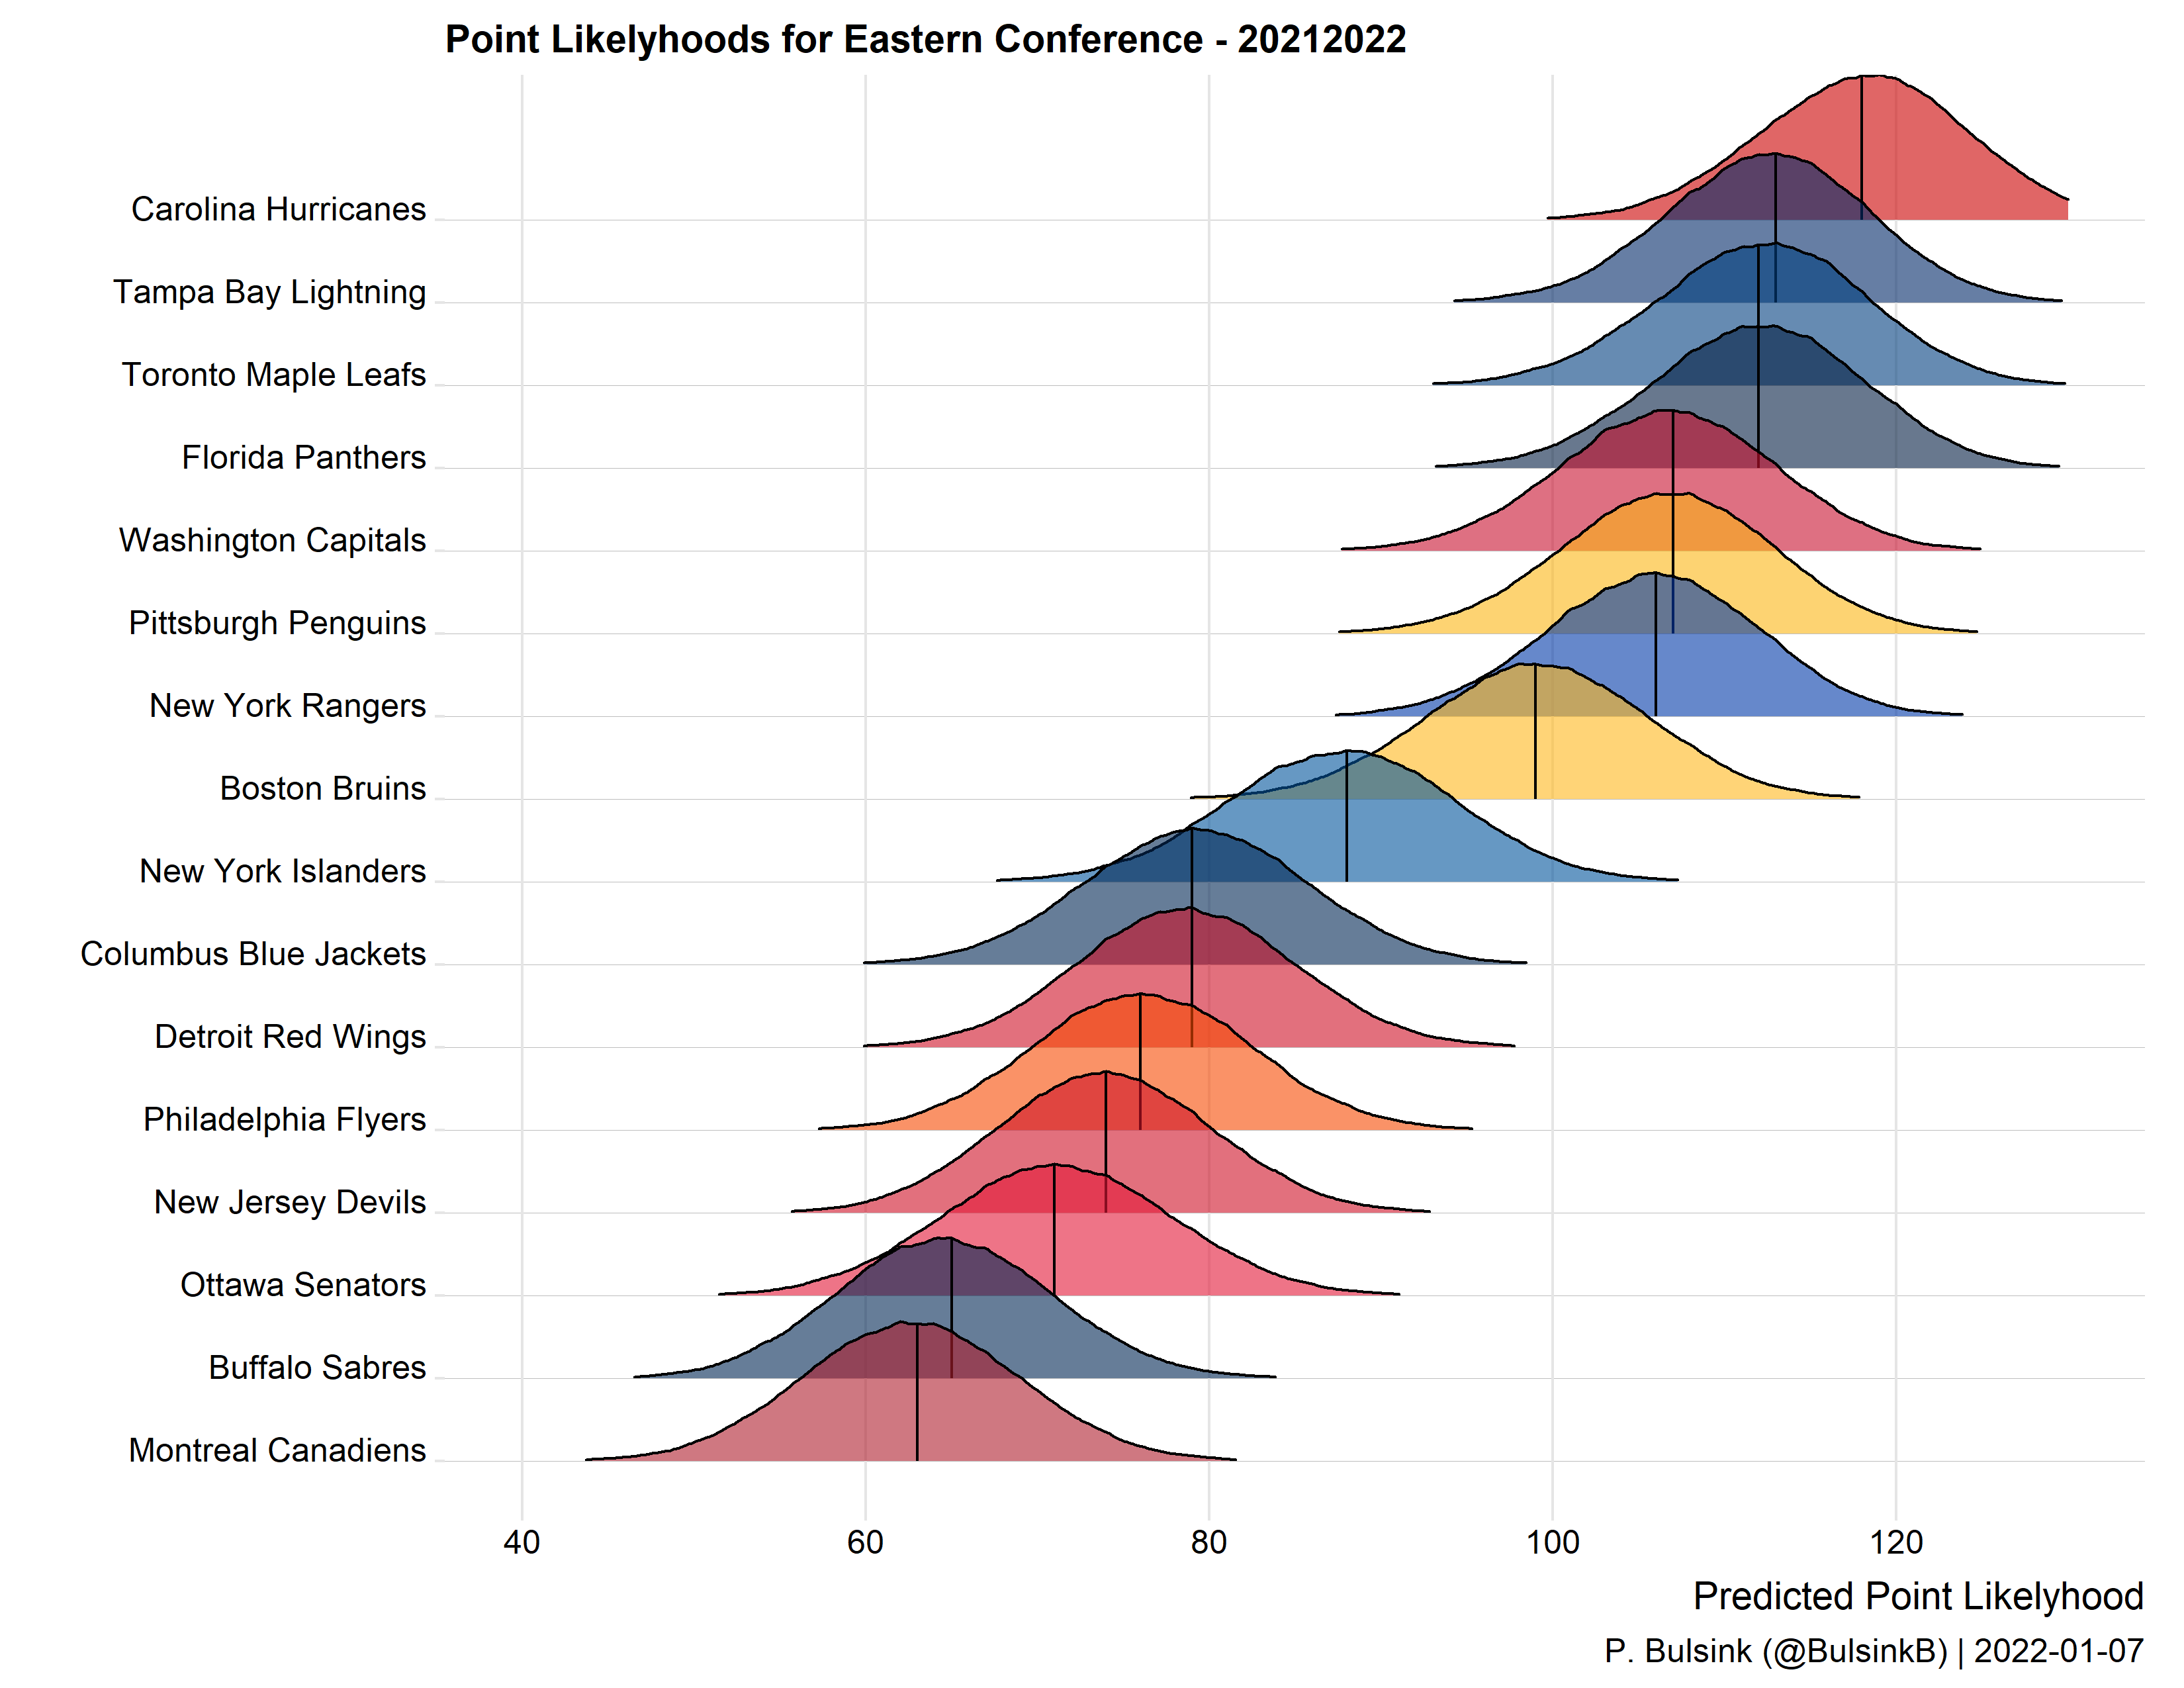 Point Likelyhoods for Eastern Conference - 20212022
Carolina Hurricanes
Tampa Bay Lightning
Toronto Maple Leafs
Florida Panthers
Washington Capitals
Pittsburgh Penguins
New York Rangers
Boston Bruins
New York Islanders
Columbus Blue Jackets
Detroit Red Wings
Philadelphia Flyers
New Jersey Devils
Ottawa Senators
Buffalo Sabres
Montreal Canadiens
40 60 80 100 120
Predicted Point Likelyhood
P. Bulsink (@BulsinkB) | 2022-01-07